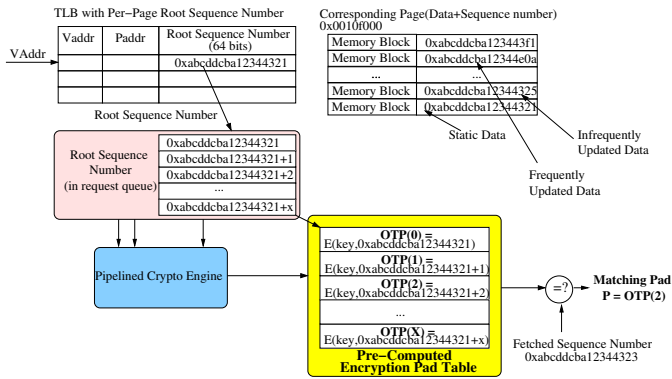 TLB with Per-Page Root Sequence Number
Vaddr Paddr Root Sequence Number
(64 bits)
VAddr
0xabcddcba12344321
Root Sequence Number
Corresponding Page(Data+Sequence number)
0x0010f000
Memory Block 0xabcddcba123443f1
Memory Block 0xabcddcba12344e0a
... ...
Memory Block 0xabcddcba12344325
Memory Block 0xabcddcba12344321
Static Data
Infrequently
Updated Data
Frequently
Updated Data
Root Sequence
Number
(in request queue)
0xabcddcba12344321
0xabcddcba12344321+1
0xabcddcba12344321+2
...
0xabcddcba12344321+x
Pipelined Crypto Engine
OTP(0) =
E(key,0xabcddcba12344321)
OTP(1) =
E(key,0xabcddcba12344321+1)
OTP(2) =
E(key,0xabcddcba12344321+2)
...
OTP(X) =
E(key,0xabcddcba12344321+x)
Pre-Computed
Encryption Pad Table
=?
Matching Pad
P = OTP(2)
Fetched Sequence Number
0xabcddcba12344323